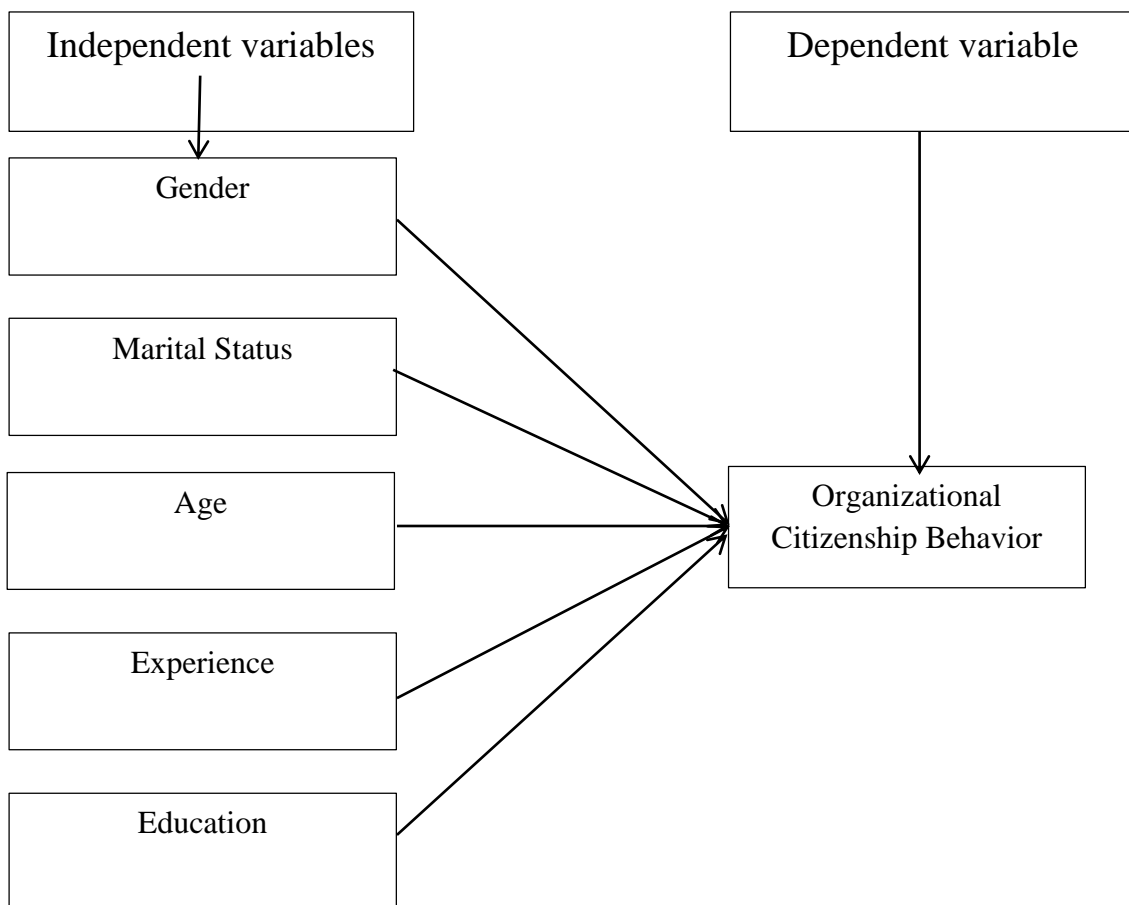 Independent variables
Dependent variable
Gender
Marital Status
Age
Organizational
Citizenship Behavior
Experience
Education